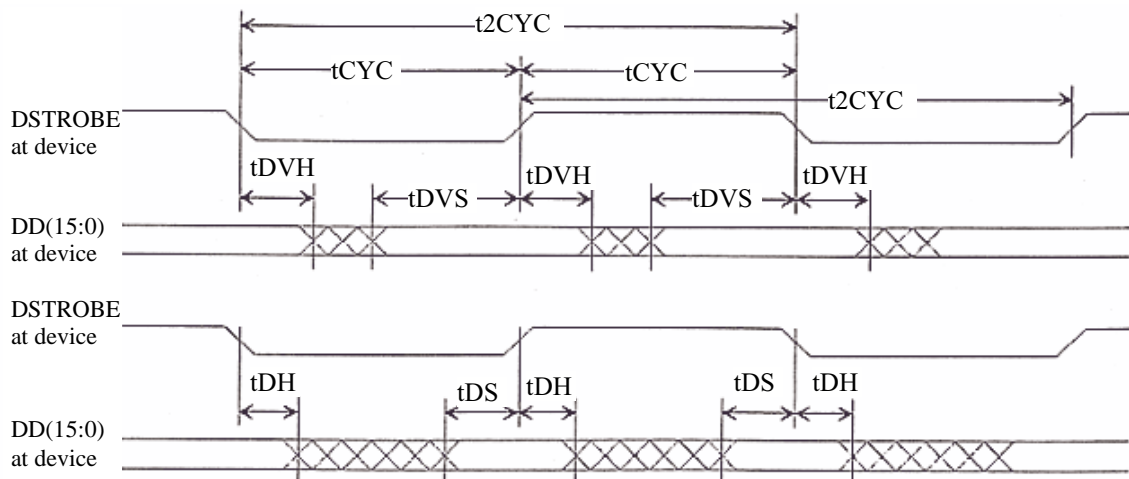 t2CYC
tCYC
tCYC
t2CYC
DSTROBE
at device
tDVH
tDVS
tDVH
tDVS
tDVH
DD(15:0)
at device
DSTROBE
at device
tDH
tDS
tDH
tDS
tDH
DD(15:0)
at device